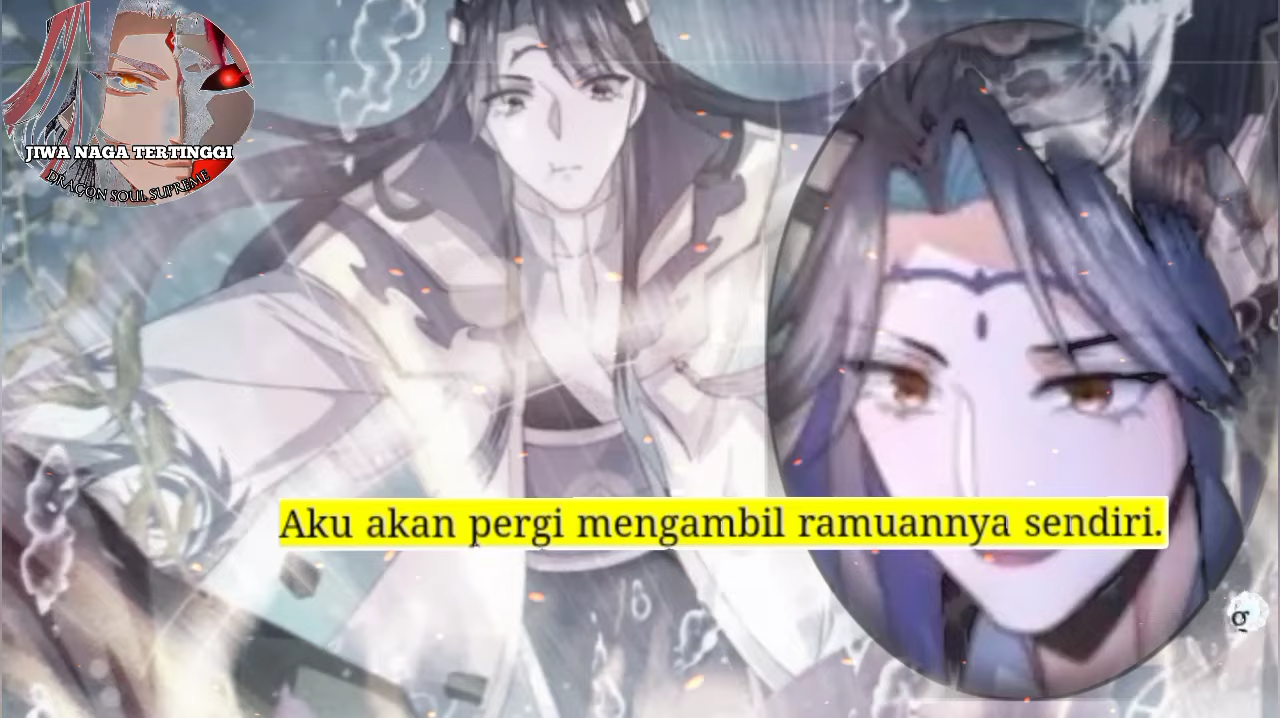 JIWA NAGA TERTINGGI
DRAGON SOUL SUPREME
Aku akan pergi mengambil ramuannya sendiri.